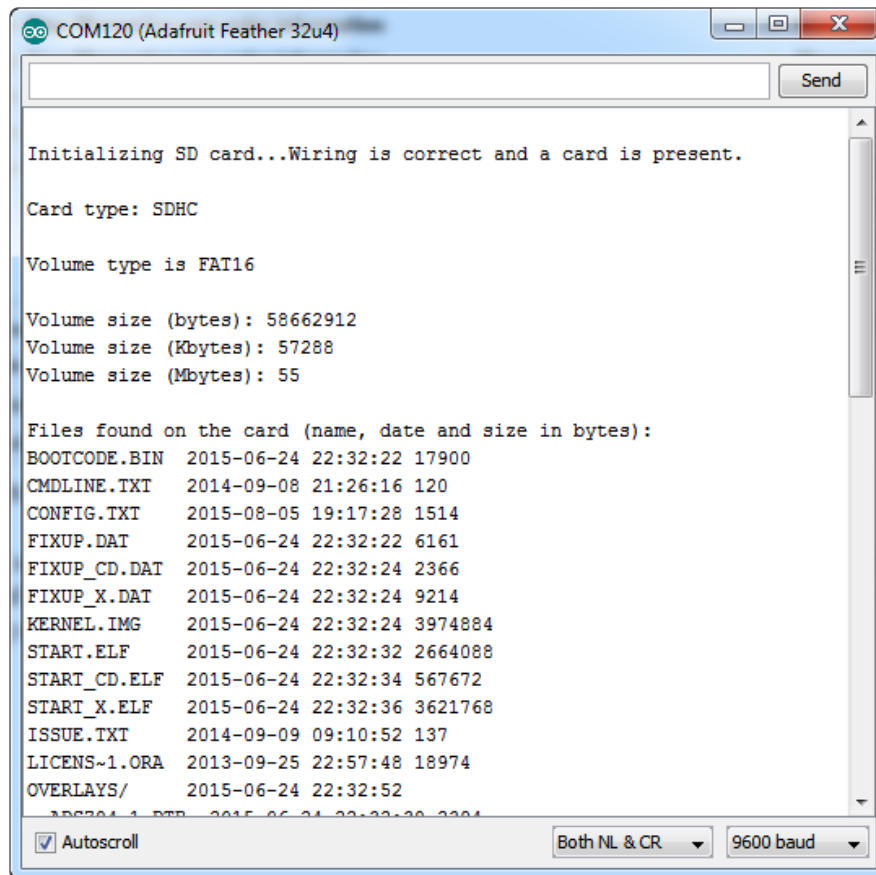 COM120 (Adafruit Feather 32u4)
Send
Initializing SD card...Wiring is correct and a card is present.
Card type: SDHC
Volume type is FAT16
Volume size (bytes): 58662912
Volume size (Kbytes): 57288
Volume size (Mbytes): 55
Files found on the card (name, date and size in bytes):
BOOTCODE.BIN 2015-06-24 22:32:22 17900
CMDLINE.TXT 2014-09-08 21:26:16 120
CONFIG.TXT 2015-08-05 19:17:28 1514
FIXUP.DAT 2015-06-24 22:32:22 6161
FIXUP_CD.DAT 2015-06-24 22:32:24 2366
FIXUP_X.DAT 2015-06-24 22:32:24 9214
KERNEL.IMG 2015-06-24 22:32:24 3974884
START.ELF 2015-06-24 22:32:32 2664088
START_CD.ELF 2015-06-24 22:32:34 567672
START_X.ELF 2015-06-24 22:32:36 3621768
ISSUE.TXT 2014-09-09 09:10:52 137
LICENS~1.ORA 2013-09-25 22:57:48 18974
OVERLAYS/ 2015-06-24 22:32:52
Autoscroll
Both NL & CR
9600 baud